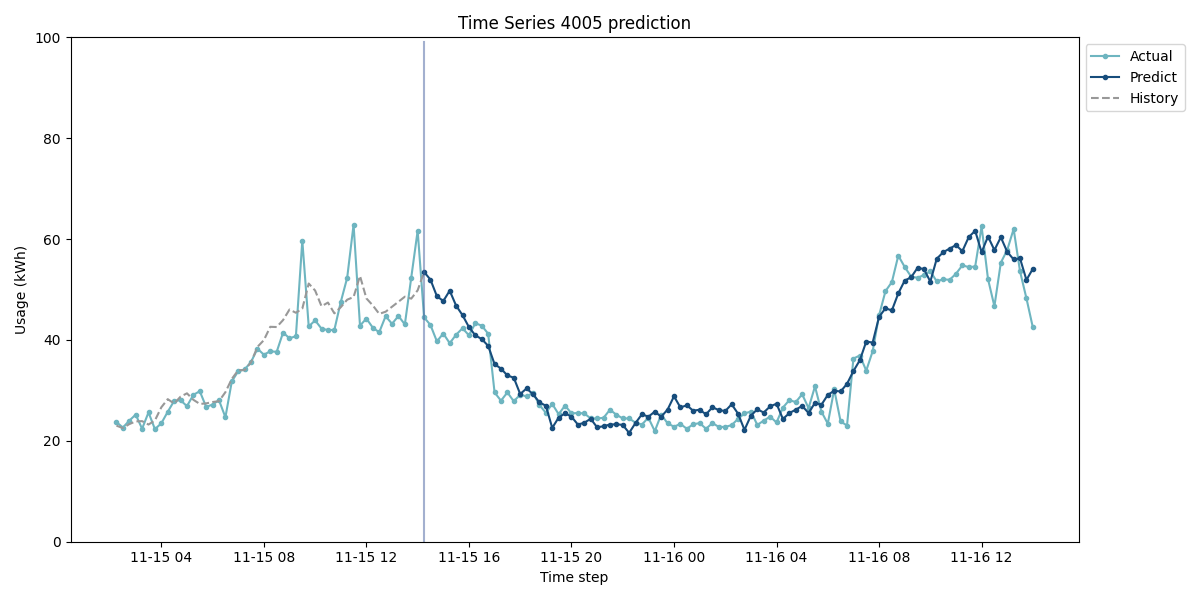 Time Series 4005 prediction
100
80
60
40
20
0
Usage (kWh)
11-15 04
11-15 08
11-15 12
11-15 16
11-15 20
11-16 00
11-16 04
11-16 08
11-16 12
Time step
Actual
Predict
History